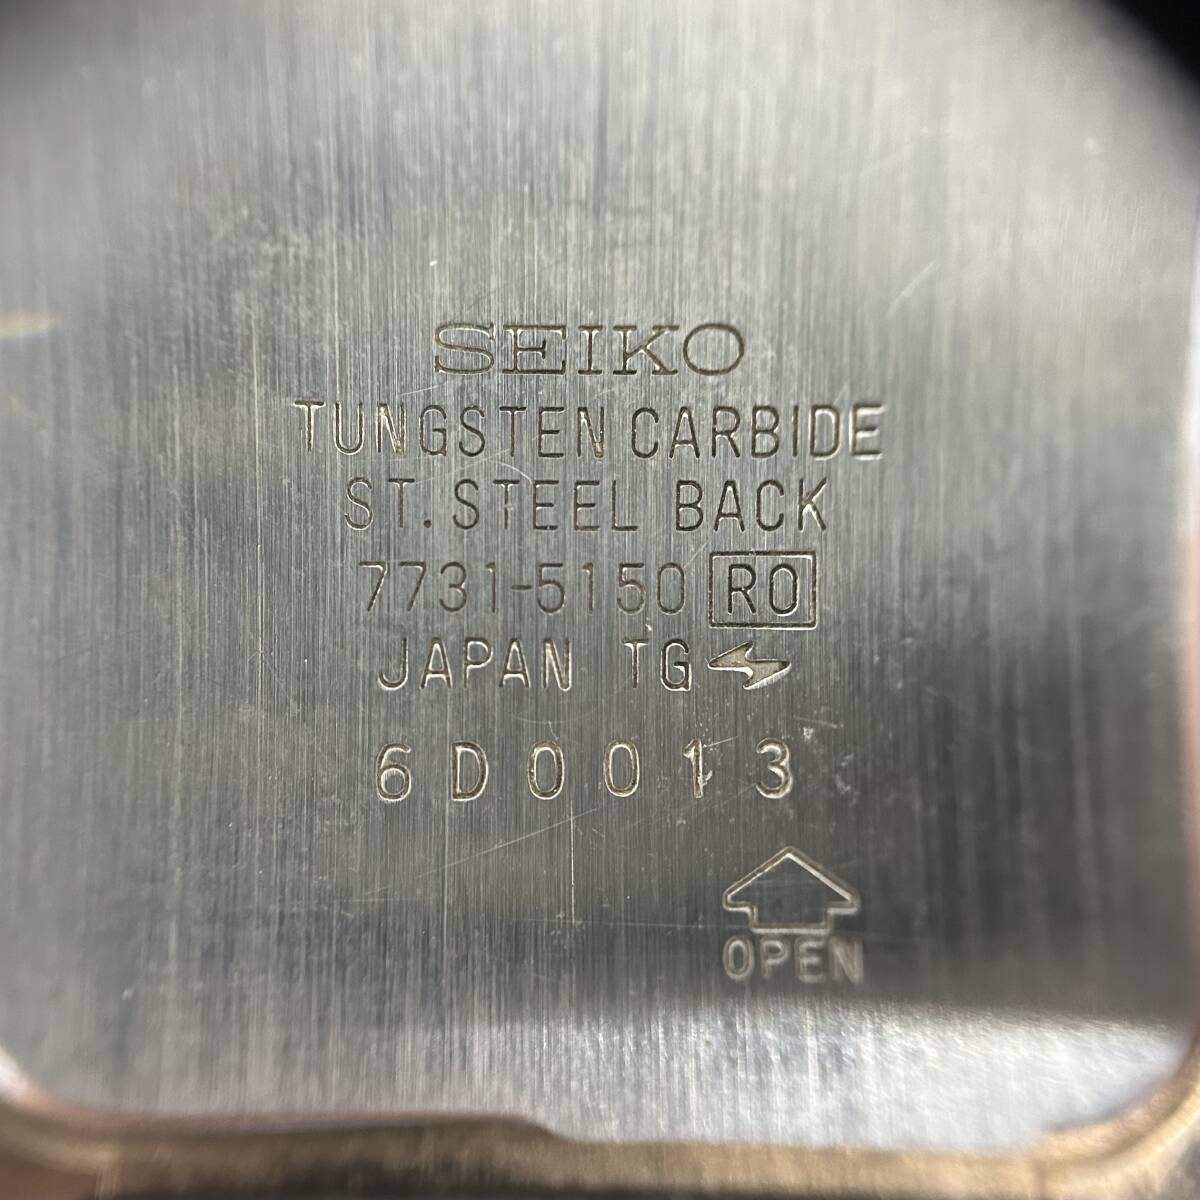 SEIKO
TUNGSTEN CARBIDE
ST. STEEL BACK
7731-5150 RO
JAPAN TG
6D0013
OPEN